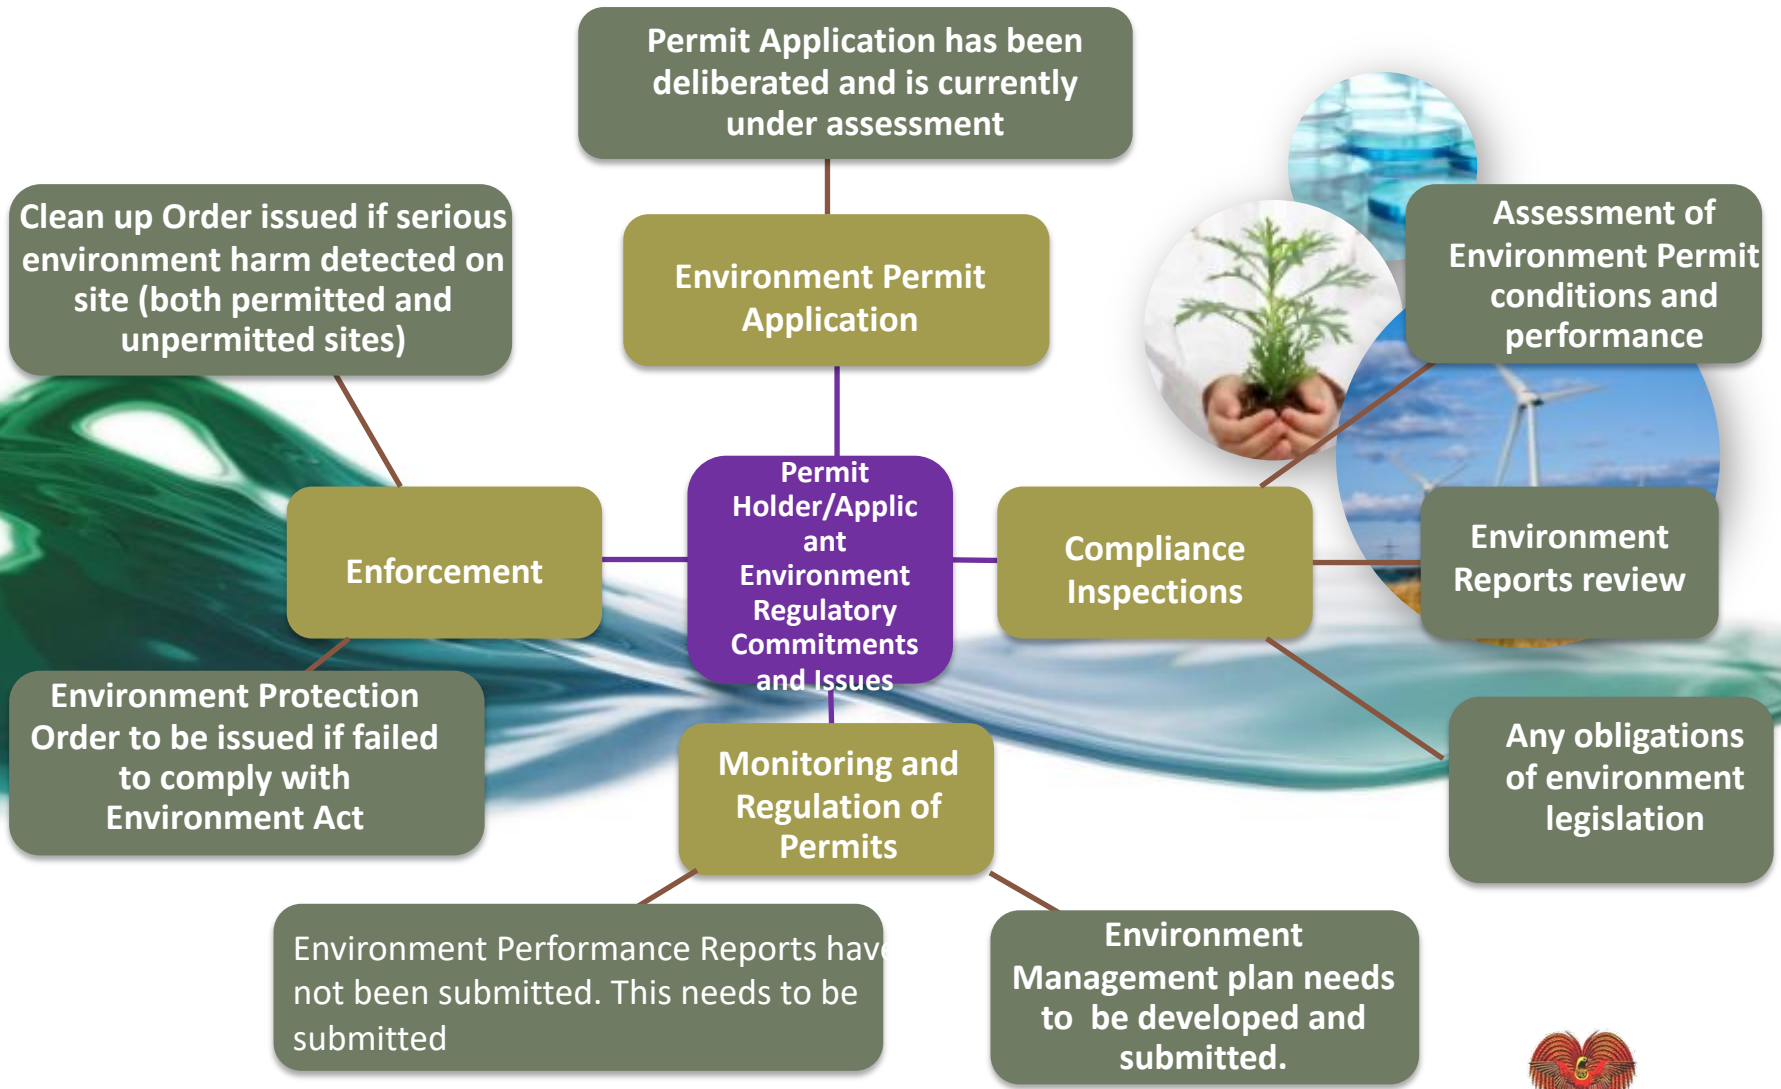 Permit Application has been
deliberated and is currently
under assessment
Clean up Order issued if serious
environment harm detected on
site (both permitted and
unpermitted sites)
Environment Permit
Application
Assessment of
Environment Permit
conditions and
performance
Enforcement
Permit
Holder/Applic
ant
Environment
Regulatory
Commitments
and Issues
Compliance
Inspections
Environment
Reports review
Environment Protection
Order to be issued if failed
to comply with
Environment Act
Monitoring and
Regulation of
Permits
Any obligations
of environment
legislation
Environment Performance Reports have
not been submitted. This needs to be
submitted
Environment
Management plan needs
to be developed and
submitted.